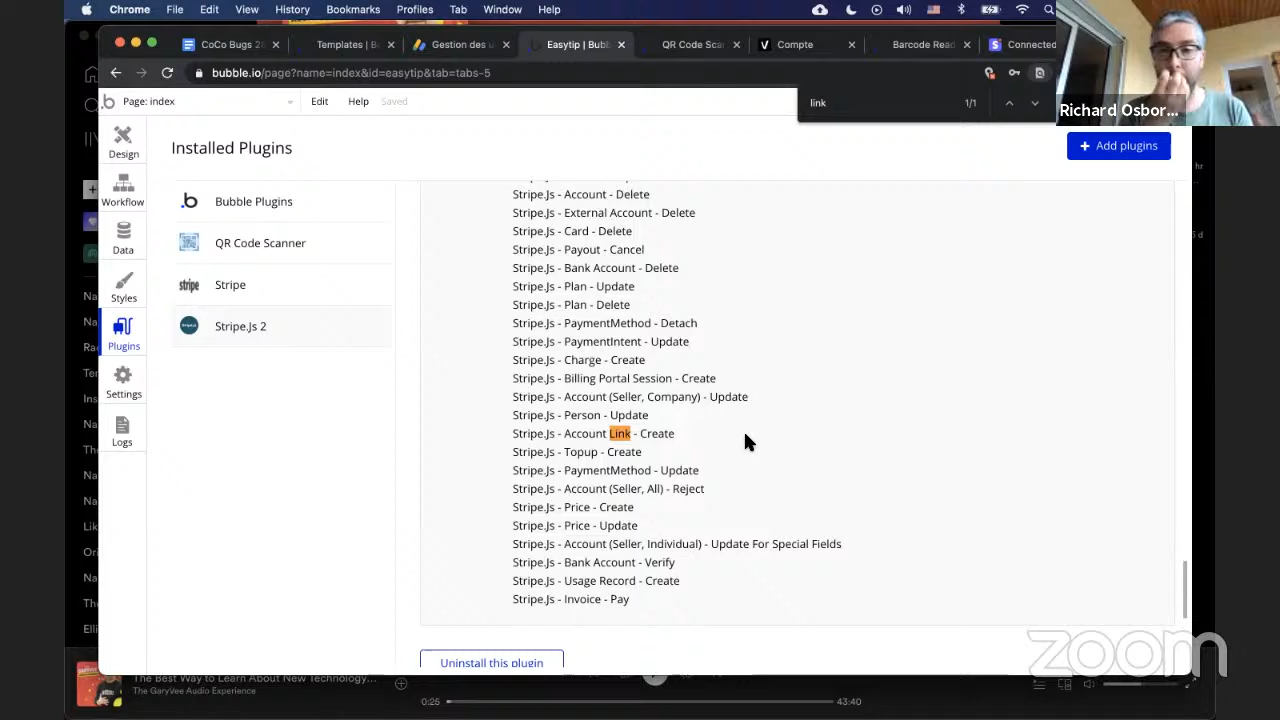 Chrome File Edit View History Bookmarks Profiles Tab Window Help
CoCo Bugs 2
Templates | B
Gestion des u
Easytip | Bubb
QR Code Scar
Compte
Barcode Read
Connected
bubble.io/page?name=index&id=easytip&tab=tabs-5
Page: index
Edit
Help
Saved
link
1/1
Richard Osbor...
Design
Workflow
Data
Styles
Plugins
Settings
Logs
Installed Plugins
Add plugins
Bubble Plugins
QR Code Scanner
stripe
Stripe
Stripe.Js 2
Stripe.Js - Account - Delete
Stripe.Js - External Account - Delete
Stripe.Js - Card - Delete
Stripe.Js - Payout - Cancel
Stripe.Js - Bank Account - Delete
Stripe.Js - Plan - Update
Stripe.Js - Plan - Delete
Stripe.Js - PaymentMethod - Detach
Stripe.Js - PaymentIntent - Update
Stripe.Js - Charge - Create
Stripe.Js - Billing Portal Session - Create
Stripe.Js - Account (Seller, Company) - Update
Stripe.Js - Person - Update
Stripe.Js - Account Link - Create
Stripe.Js - Topup - Create
Stripe.Js - PaymentMethod - Update
Stripe.Js - Account (Seller, All) - Reject
Stripe.Js - Price - Create
Stripe.Js - Price - Update
Stripe.Js - Account (Seller, Individual) - Update For Special Fields
Stripe.Js - Bank Account - Verify
Stripe.Js - Usage Record - Create
Stripe.Js - Invoice - Pay
Uninstall this plugin
zoom
The Best Way to Learn About New Technology...
The GaryVee Audio Experience
0:25
43:40